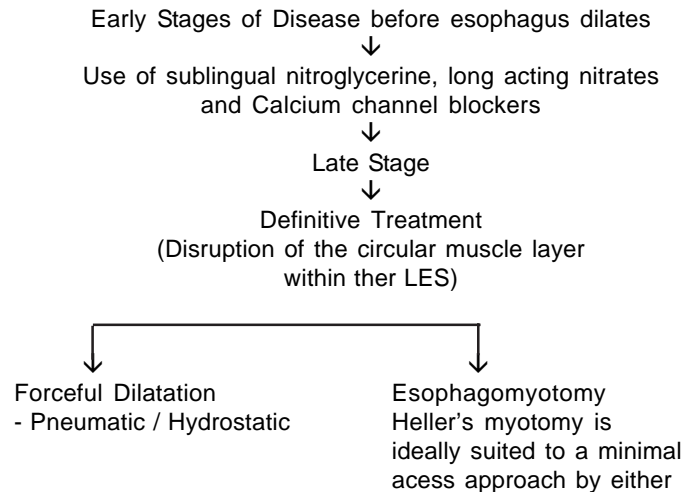 Early Stages of Disease before esophagus dilates
Use of sublingual nitroglycerine, long acting nitrates
and Calcium channel blockers
Late Stage
Definitive Treatment
(Disruption of the circular muscle layer
within ther LES)
Forceful Dilatation
- Pneumatic / Hydrostatic
Esophagomyotomy
Heller's myotomy is
ideally suited to a minimal
acess approach by either